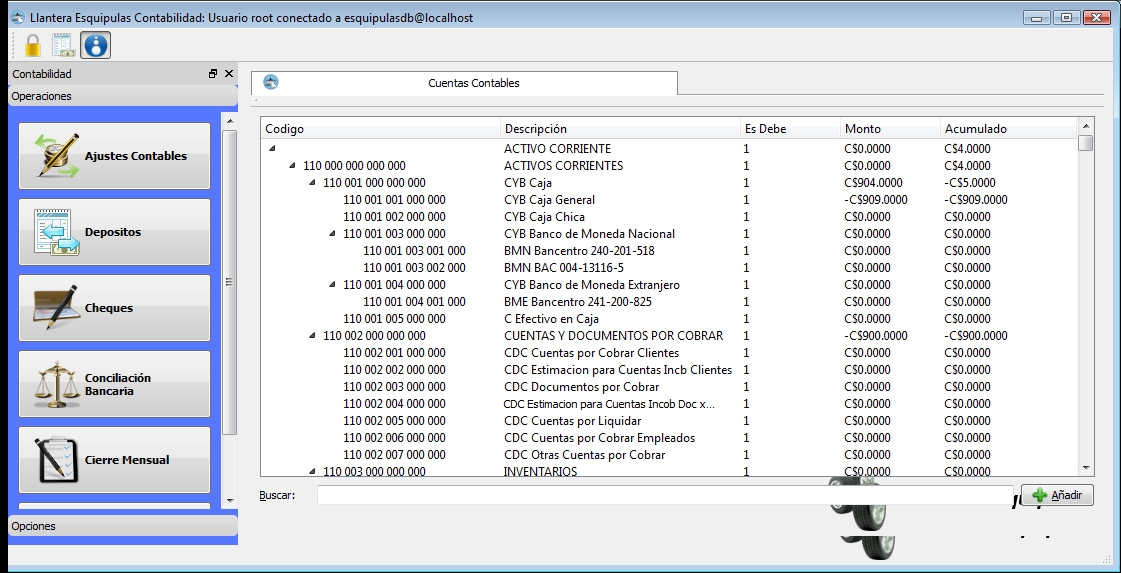 Llantera Esquipulas Contabilidad: Usuario root conectado a esquipulasdb@localhost
Contabilidad
Operaciones
Ajustes Contables
Depositos
Cheques
Conciliación
Bancaria
Cierre Mensual
Opciones
Cuentas Contables
Codigo Descripción Es Debe Monto Acumulado
ACTIVO CORRIENTE 1 C$0.0000 C$4.0000
110 000 000 000 000 ACTIVOS CORRIENTES 1 C$0.0000 C$4.0000
110 001 000 000 000 CYB Caja 1 C$904.0000 -C$5.0000
110 001 001 000 000 CYB Caja General 1 -C$909.0000 -C$909.0000
110 001 002 000 000 CYB Caja Chica 1 C$0.0000 C$0.0000
110 001 003 000 000 CYB Banco de Moneda Nacional 1 C$0.0000 C$0.0000
110 001 003 001 000 BMN Bancentro 240-201-518 1 C$0.0000 C$0.0000
110 001 003 002 000 BMN BAC 004-13116-5 1 C$0.0000 C$0.0000
110 001 004 000 000 CYB Banco de Moneda Extranjero 1 C$0.0000 C$0.0000
110 001 004 001 000 BME Bancentro 241-200-825 1 C$0.0000 C$0.0000
110 001 005 000 000 C Efectivo en Caja 1 C$0.0000 C$0.0000
110 002 000 000 000 CUENTAS Y DOCUMENTOS POR COBRAR 1 -C$900.0000 -C$900.0000
110 002 001 000 000 CDC Cuentas por Cobrar Clientes 1 C$0.0000 C$0.0000
110 002 002 000 000 CDC Estimacion para Cuentas Incb Clientes 1 C$0.0000 C$0.0000
110 002 003 000 000 CDC Documentos por Cobrar 1 C$0.0000 C$0.0000
110 002 004 000 000 CDC Estimacion para Cuentas Incob Doc x... 1 C$0.0000 C$0.0000
110 002 005 000 000 CDC Cuentas por Liquidar 1 C$0.0000 C$0.0000
110 002 006 000 000 CDC Cuentas por Cobrar Empleados 1 C$0.0000 C$0.0000
110 002 007 000 000 CDC Otras Cuentas por Cobrar 1 C$0.0000 C$0.0000
110 003 000 000 000 INVENTARIOS 1 C$0.0000 C$0.0000
Buscar:
Añadir